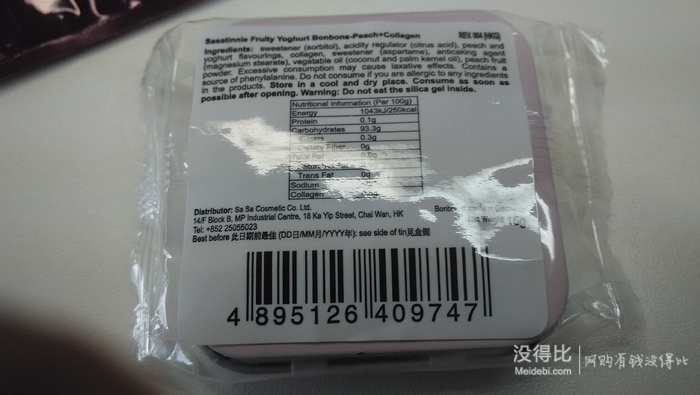 Sasatinnie Fruity Yoghurt Bonbons-Peach+Collagen
REV. 004 (HKG)
Ingredients: sweetener (sorbitol), acidity regulator (citrus acid), peach and
yoghurt flavourings, collagen, sweetener (aspartame), anticaking agent
(magnesium stearate), vegetable oil (coconut and palm kernel oil), peach fruit
powder. Excessive consumption may cause laxative effects. Contains a
source of phenylalanine. Do not consume if you are allergic to any ingredients
in the products. Store in a cool and dry place. Consume as soon as
possible after opening. Warning: Do not eat the silica gel inside.
Nutritional Information (Per 100g)
Energy 1043kJ/250kcal
Protein 0.1g
Carbohydrates 93.3g
Sugars 0.3g
Dietary Fiber 0g
Total Fat
Trans Fat 0g
Sodium
Collagen
Distributor: Sa Sa Cosmetic Co. Ltd.
14/F Block B, MP Industrial Centre, 18 Ka Yip Street, Chai Wan, HK
Tel: +852 25055023
Best before 此日期前最佳 (DD日/MM月/YYYY年): see side of tin見盒側
Weight
4 895126 409747
没得比
Meidebi.com
网购有钱没得比